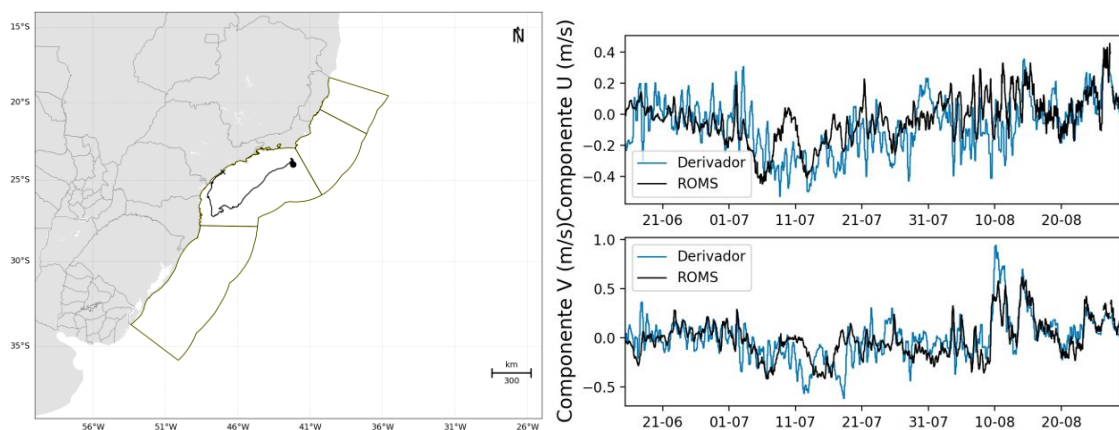 15°S
20°S
25°S
30°S
35°S
N
km
300
56°W
51°W
46°W
41°W
36°W
31°W
26°W
Componente U (m/s)
0.4
0.2
0.0
−0.2
−0.4
Derivador
ROMS
21-06
01-07
11-07
21-07
31-07
10-08
20-08
Componente V (m/s)
1.0
0.5
0.0
−0.5
Derivador
ROMS
21-06
01-07
11-07
21-07
31-07
10-08
20-08